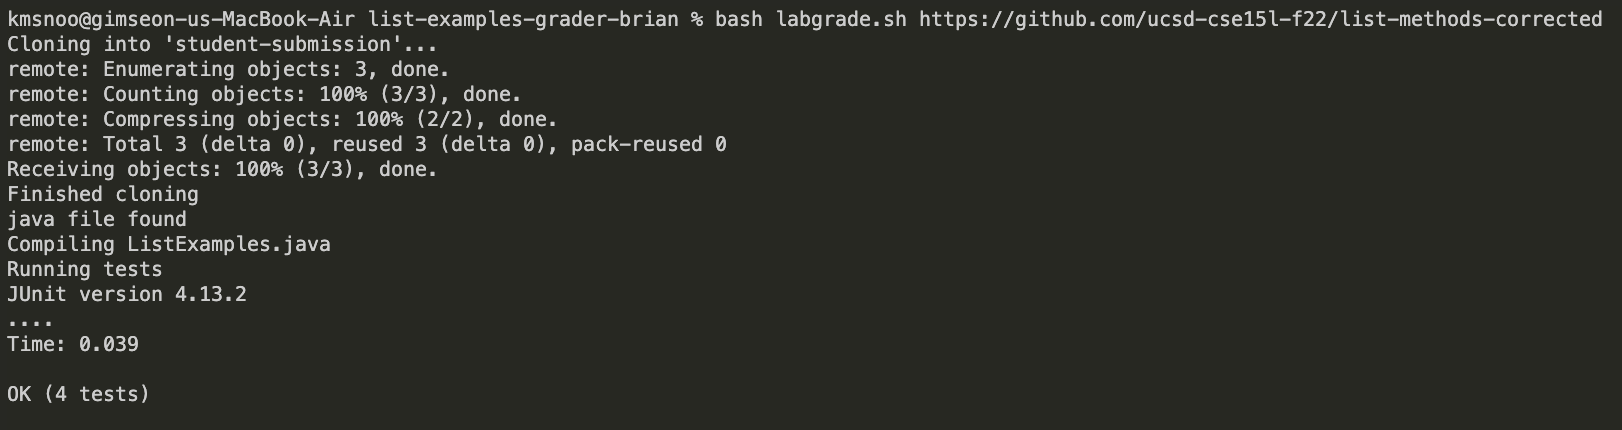 kmsnoo@gimseon-us-MacBook-Air list-examples-grader-brian % bash labgrade.sh https://github.com/ucsd-cse15l-f22/list-methods-corrected
Cloning into 'student-submission'...
remote: Enumerating objects: 3, done.
remote: Counting objects: 100% (3/3), done.
remote: Compressing objects: 100% (2/2), done.
remote: Total 3 (delta 0), reused 3 (delta 0), pack-reused 0
Receiving objects: 100% (3/3), done.
Finished cloning
java file found
Compiling ListExamples.java
Running tests
JUnit version 4.13.2
....
Time: 0.039
OK (4 tests)